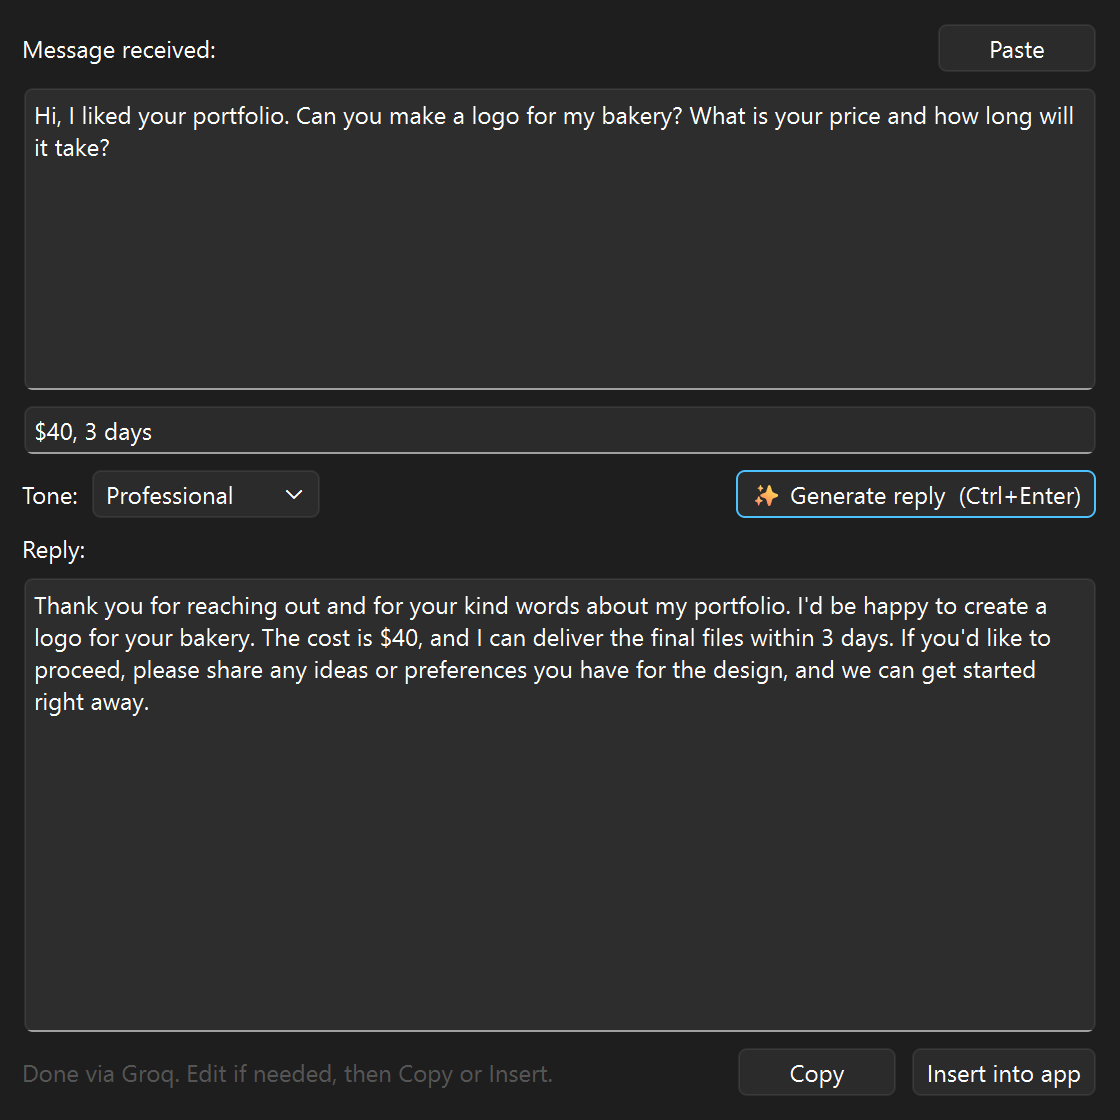 Message received:
Paste
Hi, I liked your portfolio. Can you make a logo for my bakery? What is your price and how long will
it take?
$40, 3 days
Tone:
Professional
✨ Generate reply (Ctrl+Enter)
Reply:
Thank you for reaching out and for your kind words about my portfolio. I'd be happy to create a
logo for your bakery. The cost is $40, and I can deliver the final files within 3 days. If you'd like to
proceed, please share any ideas or preferences you have for the design, and we can get started
right away.
Done via Groq. Edit if needed, then Copy or Insert.
Copy
Insert into app